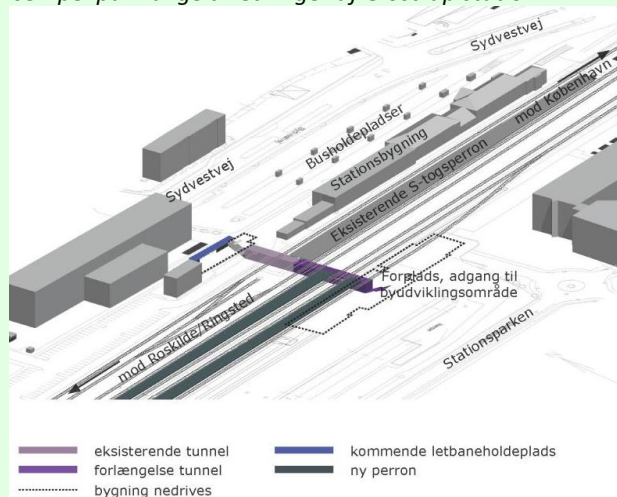 Sydvestvej
mod København
Busholdepladser
Stationsbygning
Sydvestvej
Eksisterende S-togsperron
Forplads, adgang til
byudviklingsområde
mod Roskilde/Ringsted
Stationsparken
eksisterende tunnel
kommende letbaneholdeplads
forlængelse tunnel
ny perron
bygning nedrives